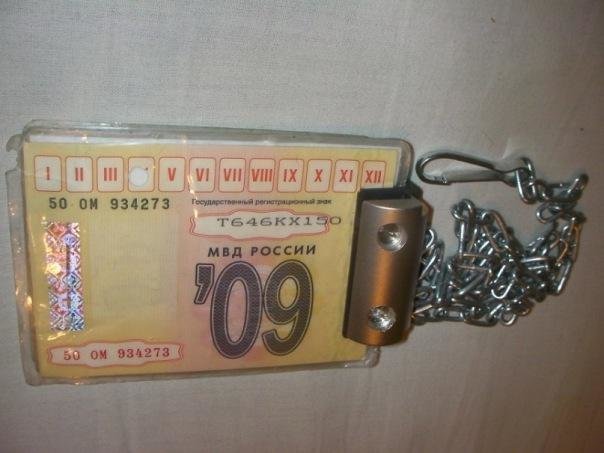 I II III V VI VII VIII IX X XI XII
50 ОМ 934273 Государственный регистрационный знак
Т646КХ150
МВД РОССИИ
'09
50 ОМ 934273